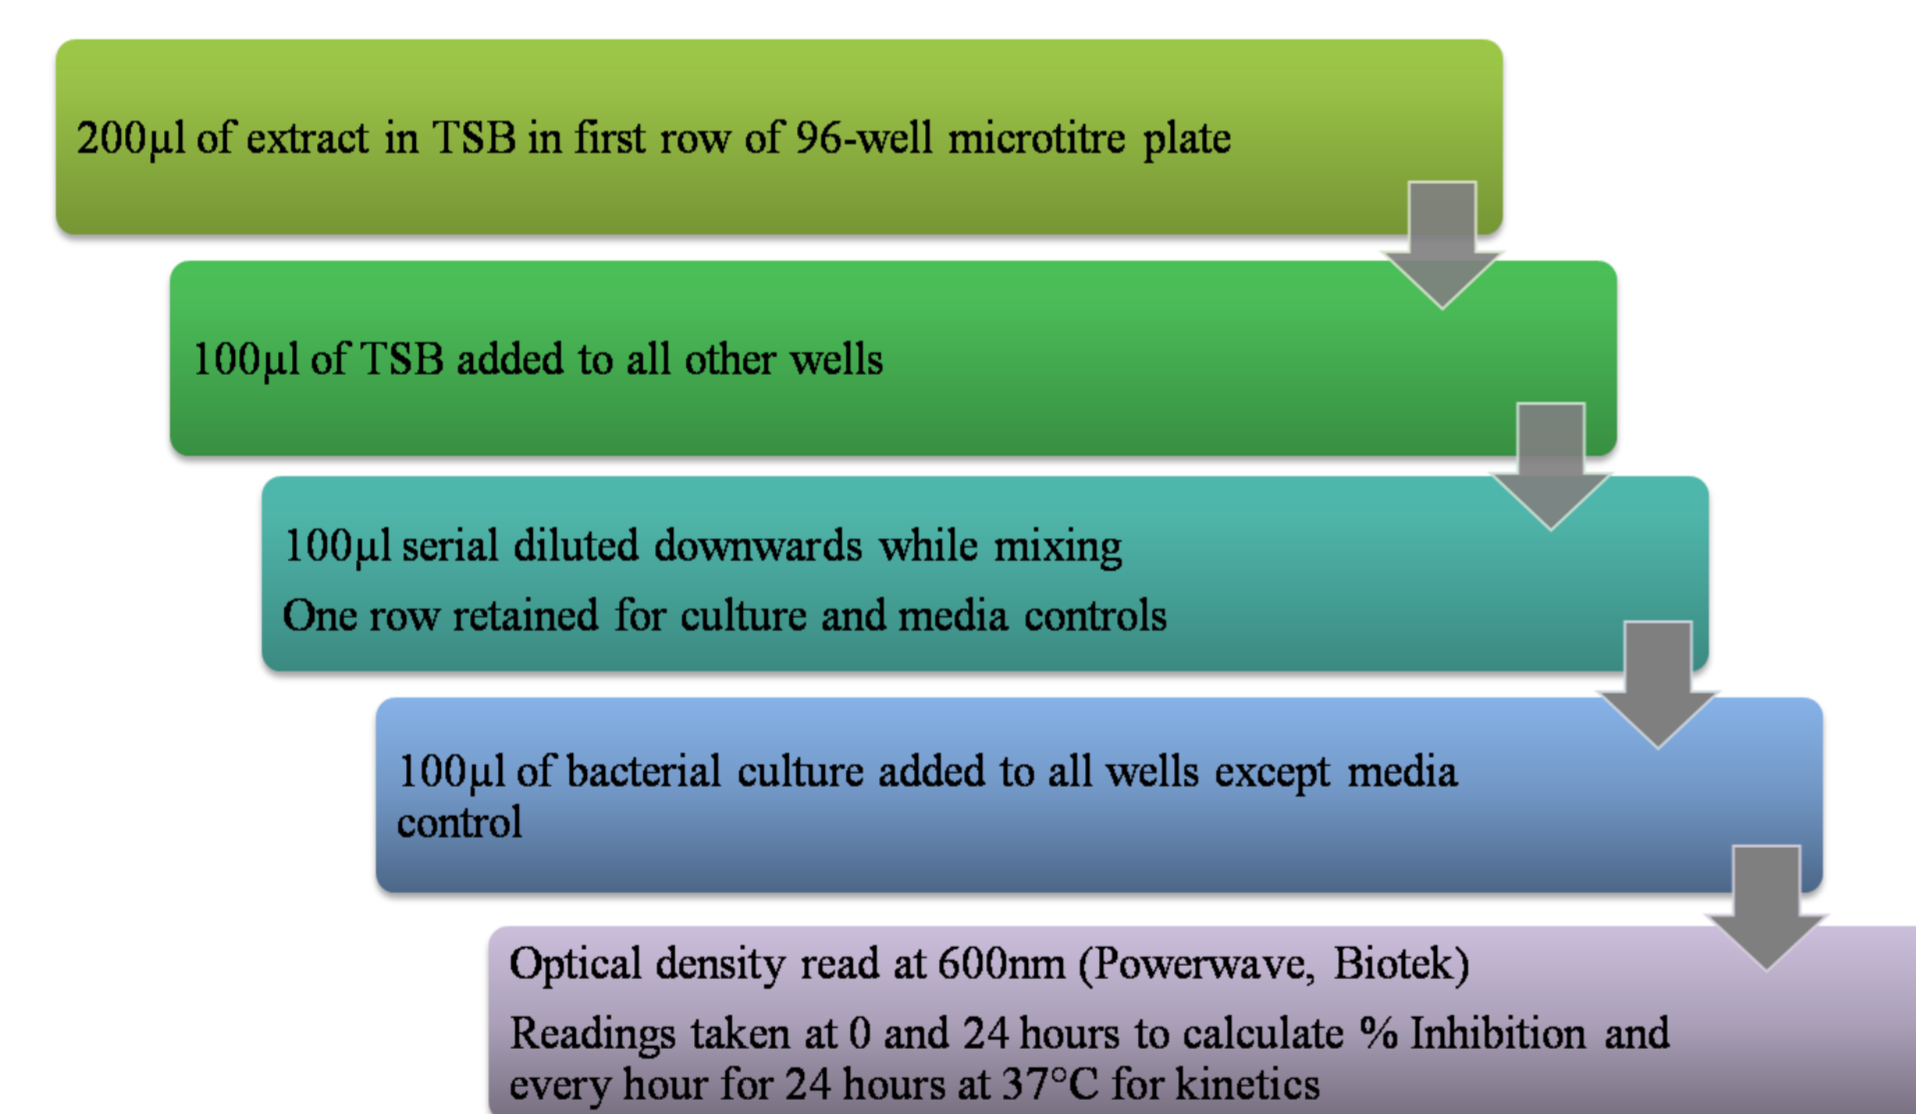 200µl of extract in TSB in first row of 96-well microtitre plate
100µl of TSB added to all other wells
100µl serial diluted downwards while mixing
One row retained for culture and media controls
100µl of bacterial culture added to all wells except media
control
Optical density read at 600nm (Powerwave, Biotek)
Readings taken at 0 and 24 hours to calculate % Inhibition and
every hour for 24 hours at 37°C for kinetics